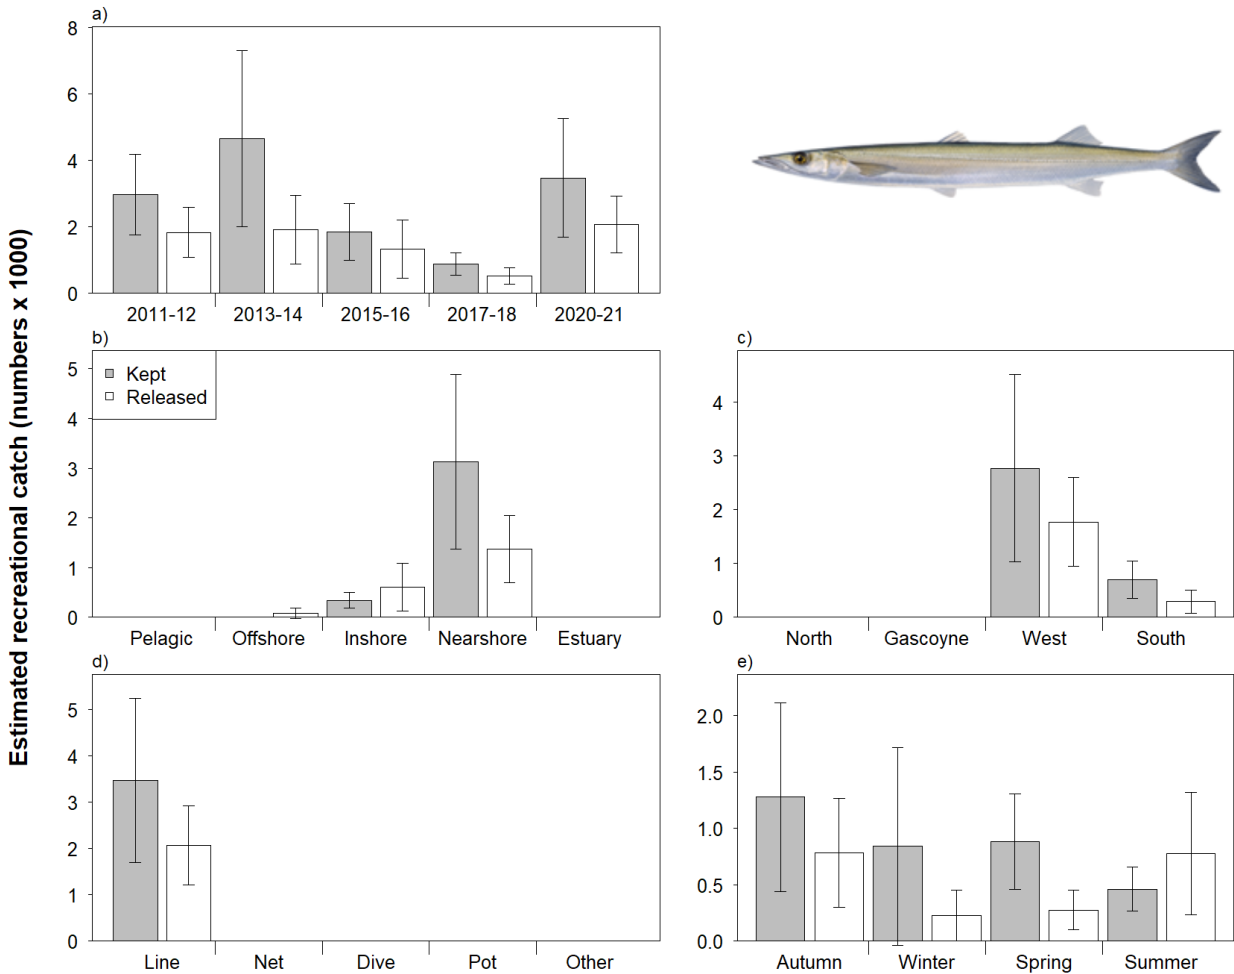 Estimated recreational catch (numbers x 1000)
a)
8
6
4
2
0
2011-12 2013-14 2015-16 2017-18 2020-21
b)
Kept
Released
5
4
3
2
1
0
Pelagic Offshore Inshore Nearshore Estuary
c)
4
3
2
1
0
North Gascoyne West South
d)
5
4
3
2
1
0
Line Net Dive Pot Other
e)
2.0
1.5
1.0
0.5
0.0
Autumn Winter Spring Summer